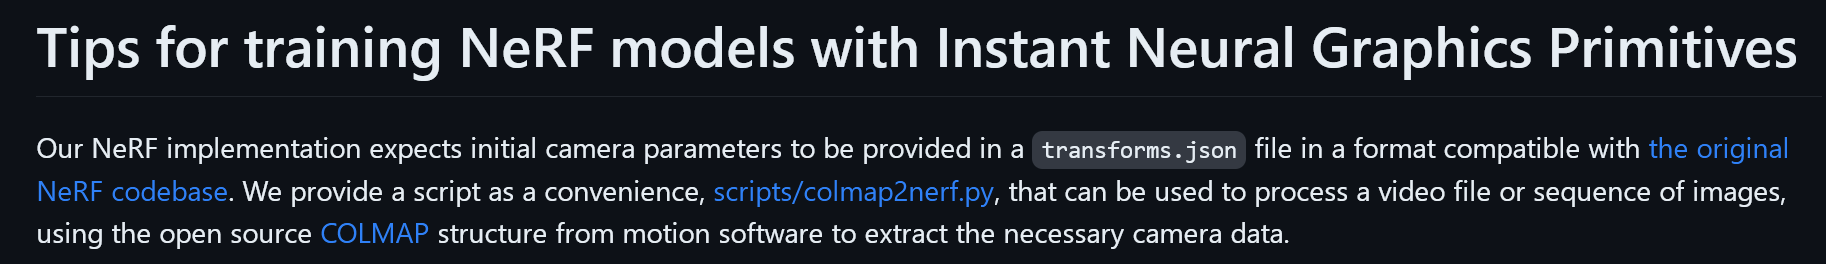 Tips for training NeRF models with Instant Neural Graphics Primitives
Our NeRF implementation expects initial camera parameters to be provided in a transforms.json file in a format compatible with the original
NeRF codebase. We provide a script as a convenience, scripts/colmap2nerf.py, that can be used to process a video file or sequence of images,
using the open source COLMAP structure from motion software to extract the necessary camera data.